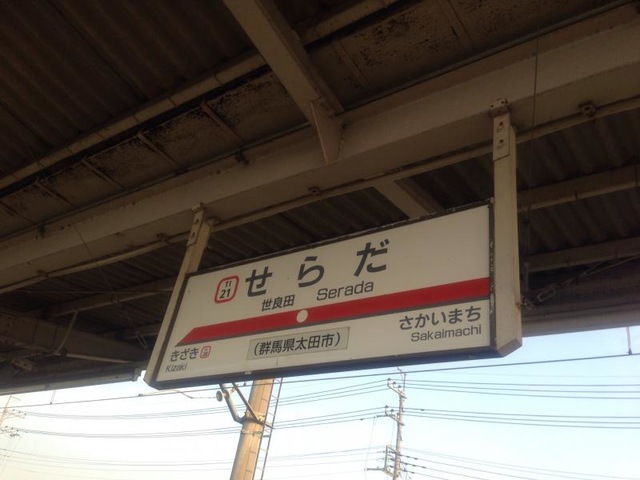 TI
21
せらだ
世良田 Serada
きざき
Kizaki
(群馬県太田市)
さかいまち
Sakaimachi